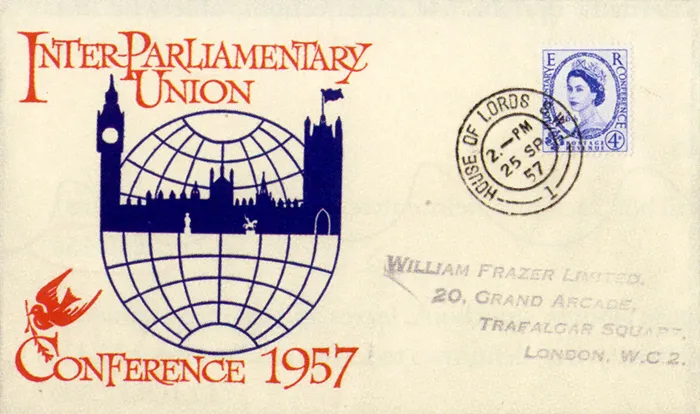 INTER-PARLIAMENTARY
UNION
E R
PARLIAMENTARY CONFERENCE
POSTAGE
REVENUE
4D
HOUSE OF LORDS S.W.
2-PM
25 SP
57
1
WILLIAM FRAZER LIMITED.
20, GRAND ARCADE,
TRAFALGAR SQUARE,
LONDON, W.C 2.
CONFERENCE 1957